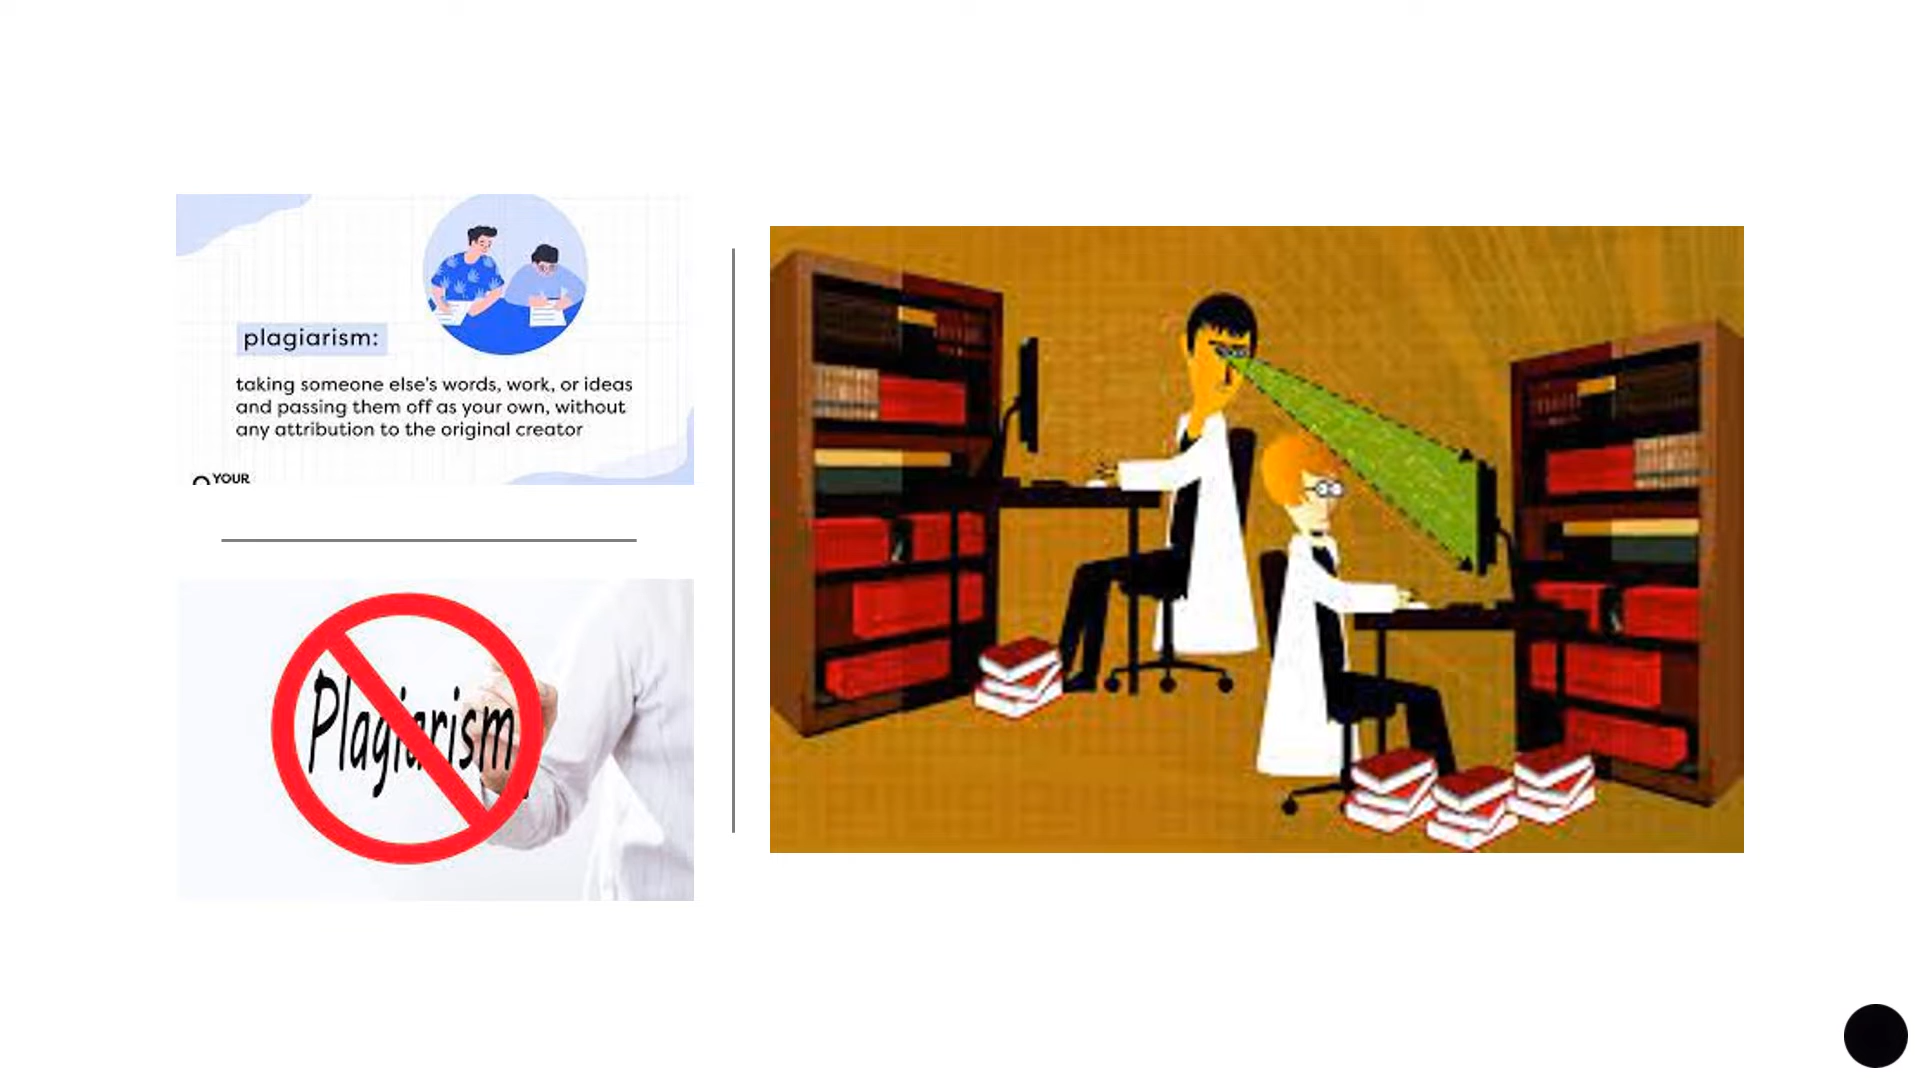 plagiarism:
taking someone else's words, work, or ideas
and passing them off as your own, without
any attribution to the original creator
YOUR
Plagiarism